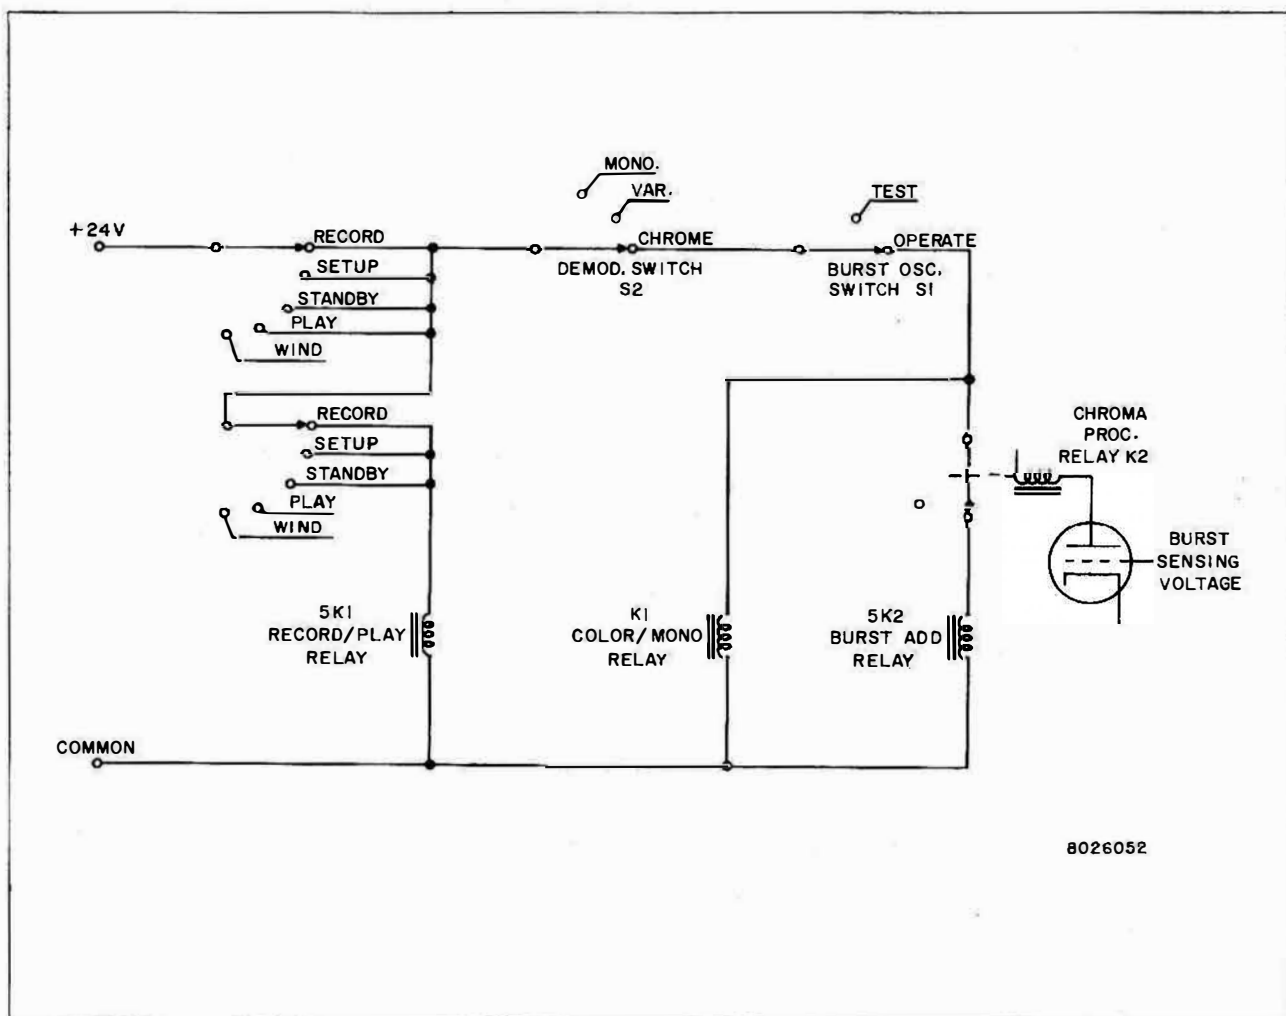 MONO.
VAR.
TEST
+24V
RECORD
CHROME
OPERATE
SETUP
DEMOD. SWITCH
S2
BURST OSC.
SWITCH S1
STANDBY
PLAY
WIND
RECORD
SETUP
STANDBY
PLAY
WIND
CHROMA
PROC.
RELAY K2
BURST
SENSING
VOLTAGE
5K1
RECORD/PLAY
RELAY
K1
COLOR/MONO
RELAY
5K2
BURST ADD
RELAY
COMMON
8026052